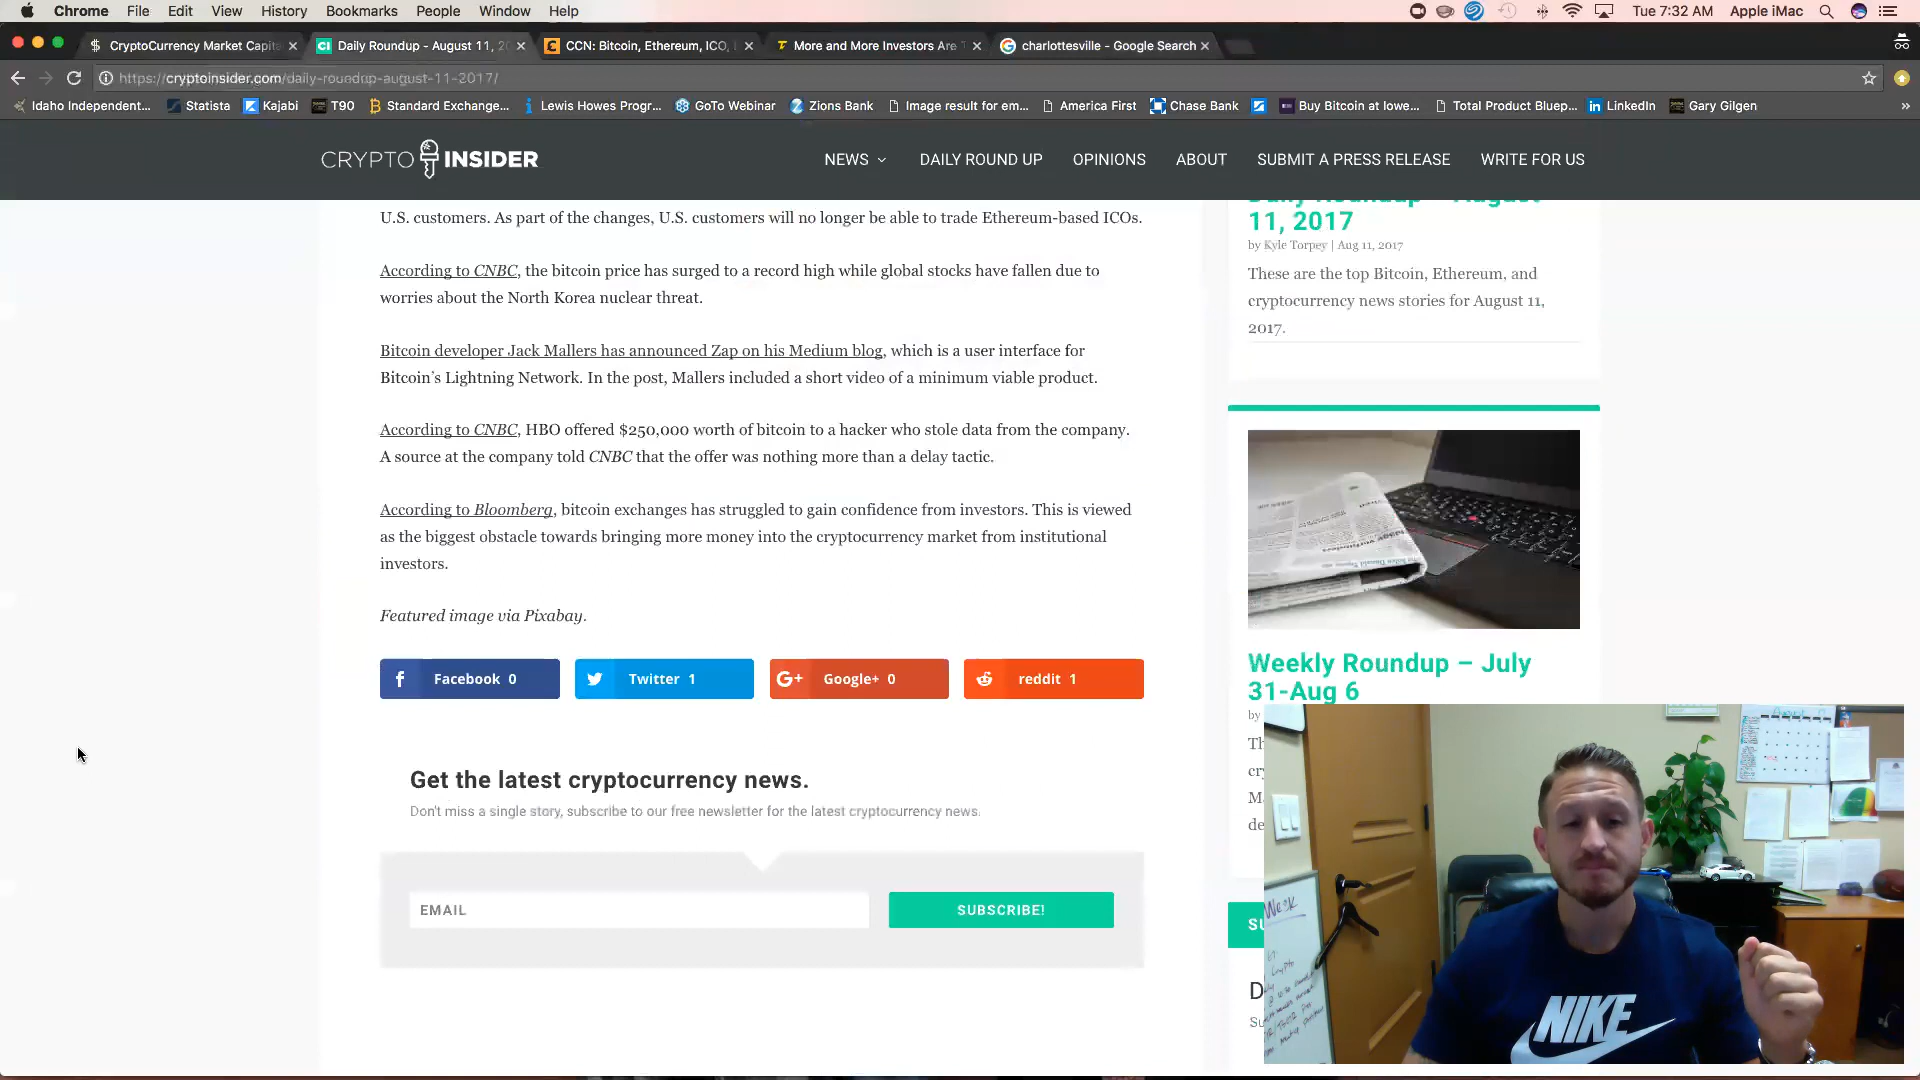 Chrome File Edit View History Bookmarks People Window Help Tue 7:32 AM Apple iMac
CryptoCurrency Market Capita Daily Roundup - August 11, 20 CCN: Bitcoin, Ethereum, ICO, More and More Investors Are T charlottesville - Google Search
https://cryptoinsider.com/daily-roundup-august-11-2017/
Idaho Independent... Statista Kajabi T90 Standard Exchange... Lewis Howes Progr... GoTo Webinar Zions Bank Image result for em... America First Chase Bank Buy Bitcoin at lowe... Total Product Bluep... LinkedIn Gary Gilgen
CRYPTO INSIDER NEWS DAILY ROUND UP OPINIONS ABOUT SUBMIT A PRESS RELEASE WRITE FOR US
U.S. customers. As part of the changes, U.S. customers will no longer be able to trade Ethereum-based ICOs.
According to CNBC, the bitcoin price has surged to a record high while global stocks have fallen due to
worries about the North Korea nuclear threat.
Bitcoin developer Jack Mallers has announced Zap on his Medium blog, which is a user interface for
Bitcoin's Lightning Network. In the post, Mallers included a short video of a minimum viable product.
According to CNBC, HBO offered $250,000 worth of bitcoin to a hacker who stole data from the company.
A source at the company told CNBC that the offer was nothing more than a delay tactic.
According to Bloomberg, bitcoin exchanges has struggled to gain confidence from investors. This is viewed
as the biggest obstacle towards bringing more money into the cryptocurrency market from institutional
investors.
Featured image via Pixabay.
Facebook 0 Twitter 1 Google+ 0 reddit 1
Get the latest cryptocurrency news.
Don't miss a single story, subscribe to our free newsletter for the latest cryptocurrency news.
EMAIL SUBSCRIBE!
Daily Roundup – August
11, 2017
by Kyle Torpey | Aug 11, 2017
These are the top Bitcoin, Ethereum, and
cryptocurrency news stories for August 11,
2017.
Weekly Roundup – July
31-Aug 6
by
Th
cry
M
de
SU
D
Su
Week
NIKE